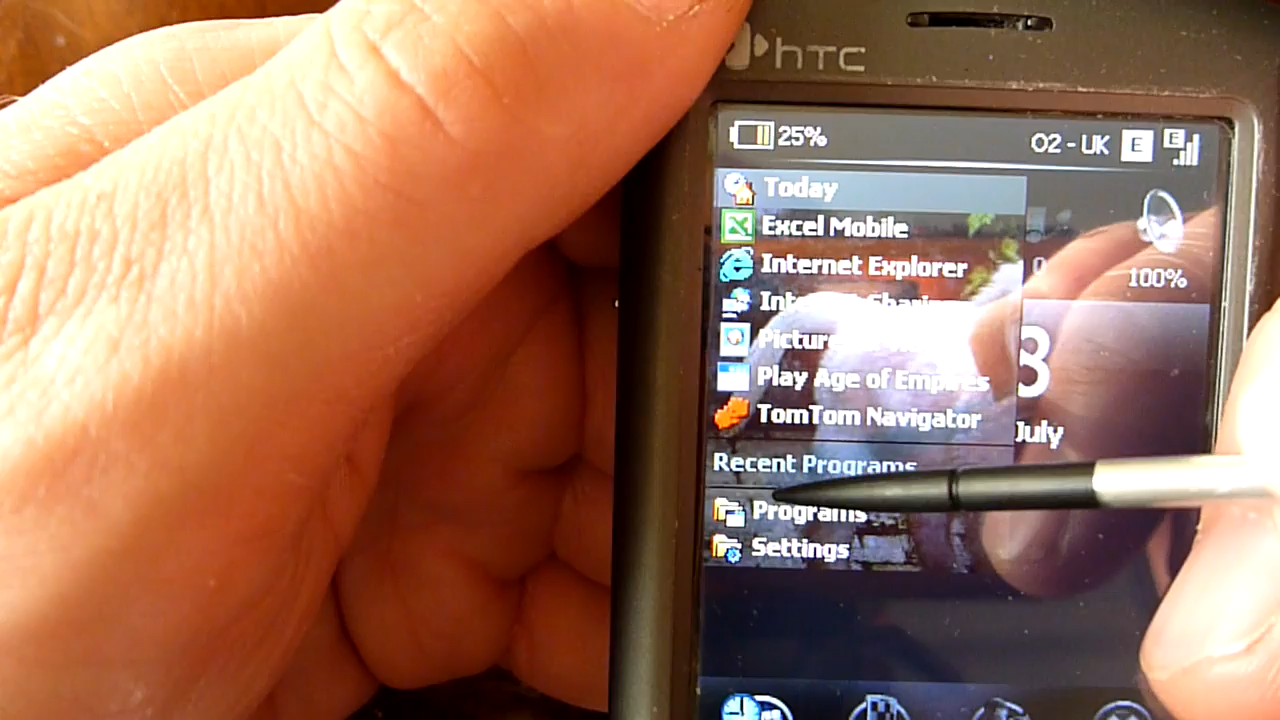 hTC
25%
O2 - UK E E
Today
Excel Mobile
Internet Explorer
100%
Play Age of Empires
8
TomTom Navigator
July
Recent Programs
Programs
Settings